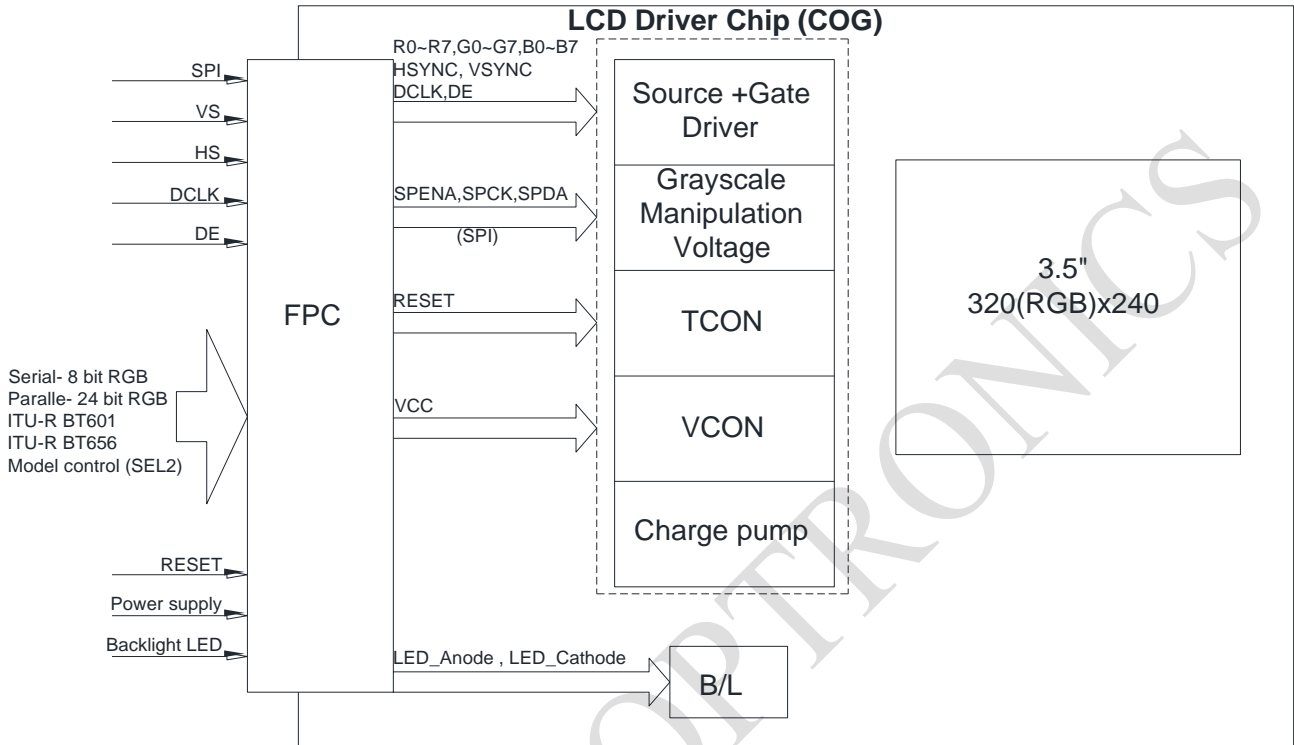 LCD Driver Chip (COG)
SPI
VS
HS
DCLK
DE
Serial- 8 bit RGB
Paralle- 24 bit RGB
ITU-R BT601
ITU-R BT656
Model control (SEL2)
RESET
Power supply
Backlight LED
FPC
R0~R7,G0~G7,B0~B7
HSYNC, VSYNC
DCLK,DE
SPENA,SPCK,SPDA
(SPI)
RESET
VCC
LED_Anode , LED_Cathode
Source +Gate
Driver
Grayscale
Manipulation
Voltage
TCON
VCON
Charge pump
B/L
3.5"
320(RGB)x240
OPTRONICS